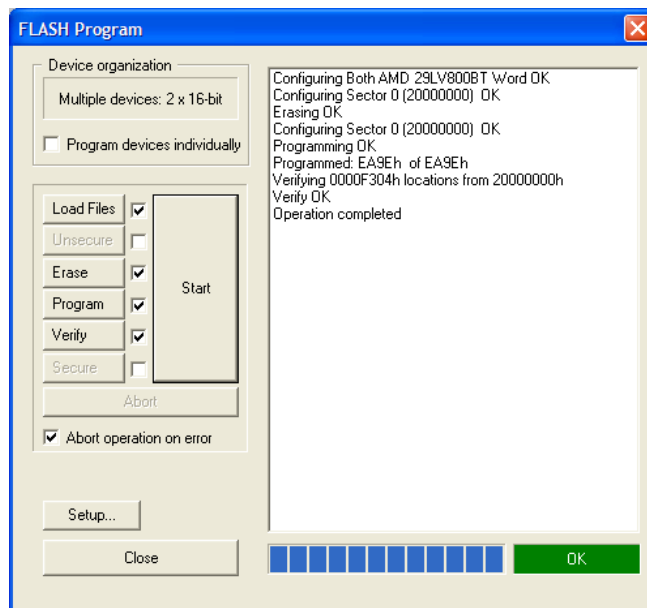 FLASH Program
Device organization
Multiple devices: 2 x 16-bit
Program devices individually
Load Files
Unsecure
Erase
Program
Verify
Secure
Start
Abort
Abort operation on error
Setup...
Close
Configuring Both AMD 29LV800BT Word OK
Configuring Sector 0 (20000000) OK
Erasing OK
Configuring Sector 0 (20000000) OK
Programming OK
Programmed: EA9Eh of EA9Eh
Verifying 0000F304h locations from 20000000h
Verify OK
Operation completed
OK